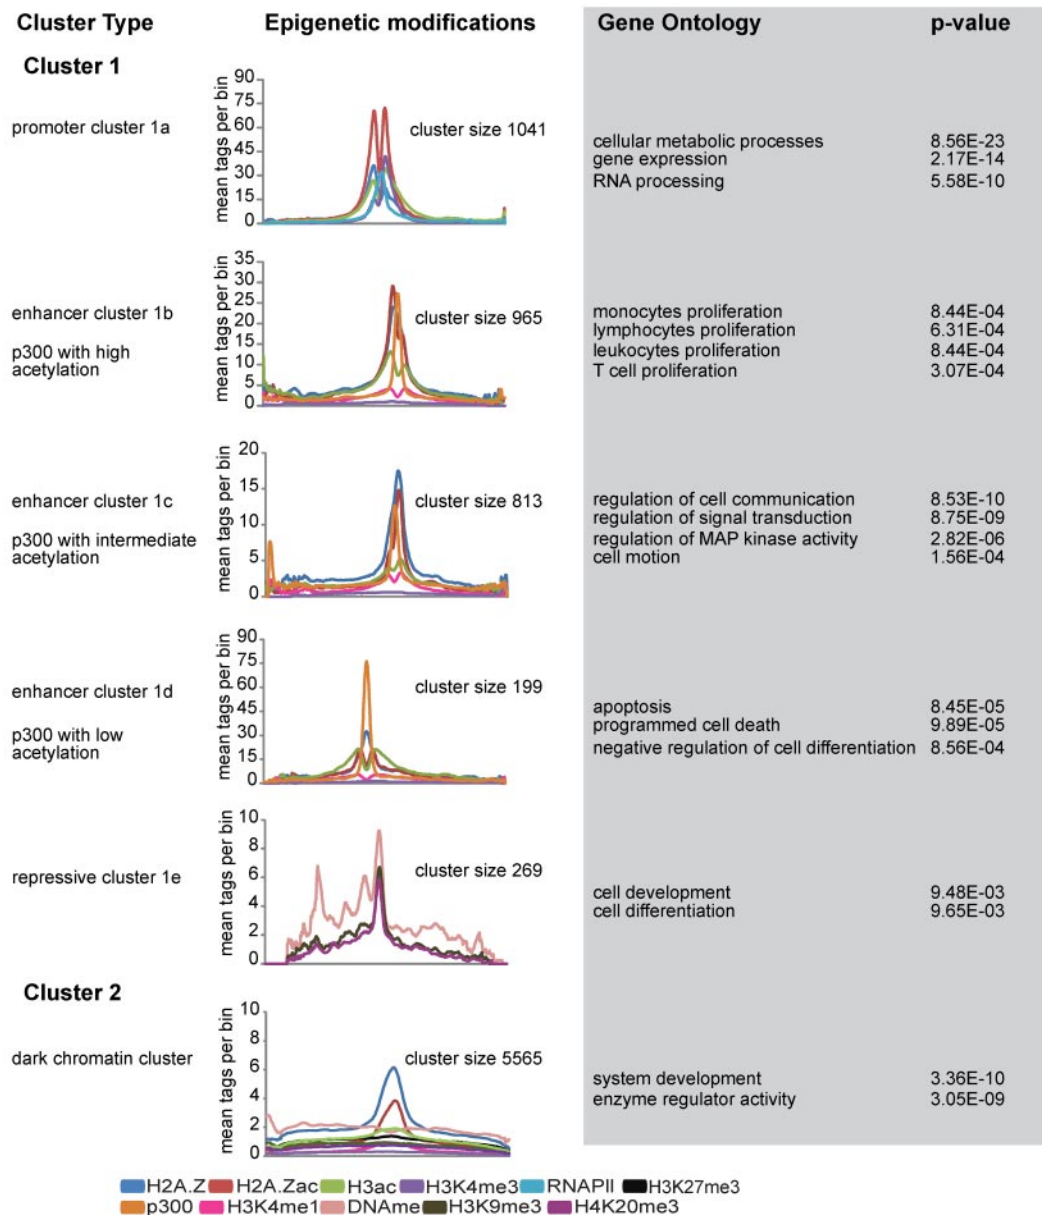 Cluster Type Epigenetic modifications Gene Ontology p-value
Cluster 1
promoter cluster 1a
mean tags per bin
90
75
60
45
30
15
0
cluster size 1041
cellular metabolic processes 8.56E-23
gene expression 2.17E-14
RNA processing 5.58E-10
enhancer cluster 1b
p300 with high
acetylation
mean tags per bin
35
30
25
20
15
10
5
0
cluster size 965
monocytes proliferation 8.44E-04
lymphocytes proliferation 6.31E-04
leukocytes proliferation 8.44E-04
T cell proliferation 3.07E-04
enhancer cluster 1c
p300 with intermediate
acetylation
mean tags per bin
20
15
10
5
0
cluster size 813
regulation of cell communication 8.53E-10
regulation of signal transduction 8.75E-09
regulation of MAP kinase activity 2.82E-06
cell motion 1.56E-04
enhancer cluster 1d
p300 with low
acetylation
mean tags per bin
90
75
60
45
30
15
0
cluster size 199
apoptosis 8.45E-05
programmed cell death 9.89E-05
negative regulation of cell differentiation 8.56E-04
repressive cluster 1e
mean tags per bin
10
8
6
4
2
0
cluster size 269
cell development 9.48E-03
cell differentiation 9.65E-03
Cluster 2
dark chromatin cluster
mean tags per bin
10
8
6
4
2
0
cluster size 5565
system development 3.36E-10
enzyme regulator activity 3.05E-09
H2A.Z H2A.Zac H3ac H3K4me3 RNAPII H3K27me3
p300 H3K4me1 DNAme H3K9me3 H4K20me3